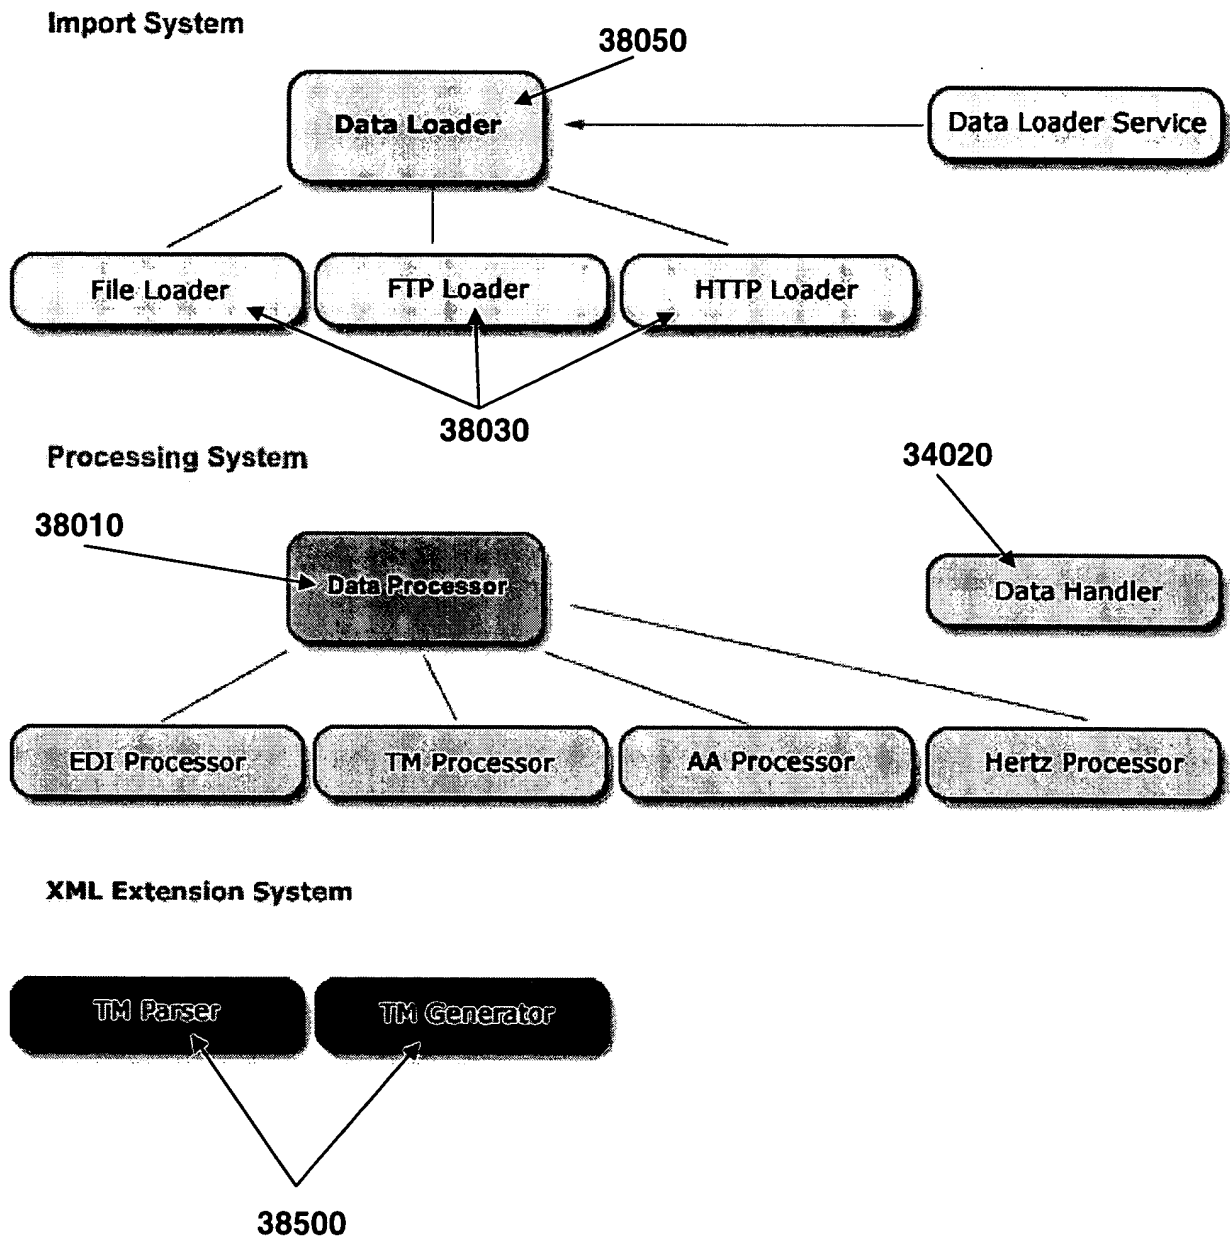 Import System
38050
Data Loader
Data Loader Service
File Loader
FTP Loader
HTTP Loader
38030
Processing System
34020
38010
Data Processor
Data Handler
EDI Processor
TM Processor
AA Processor
Hertz Processor
XML Extension System
TM Parser
TM Generator
38500